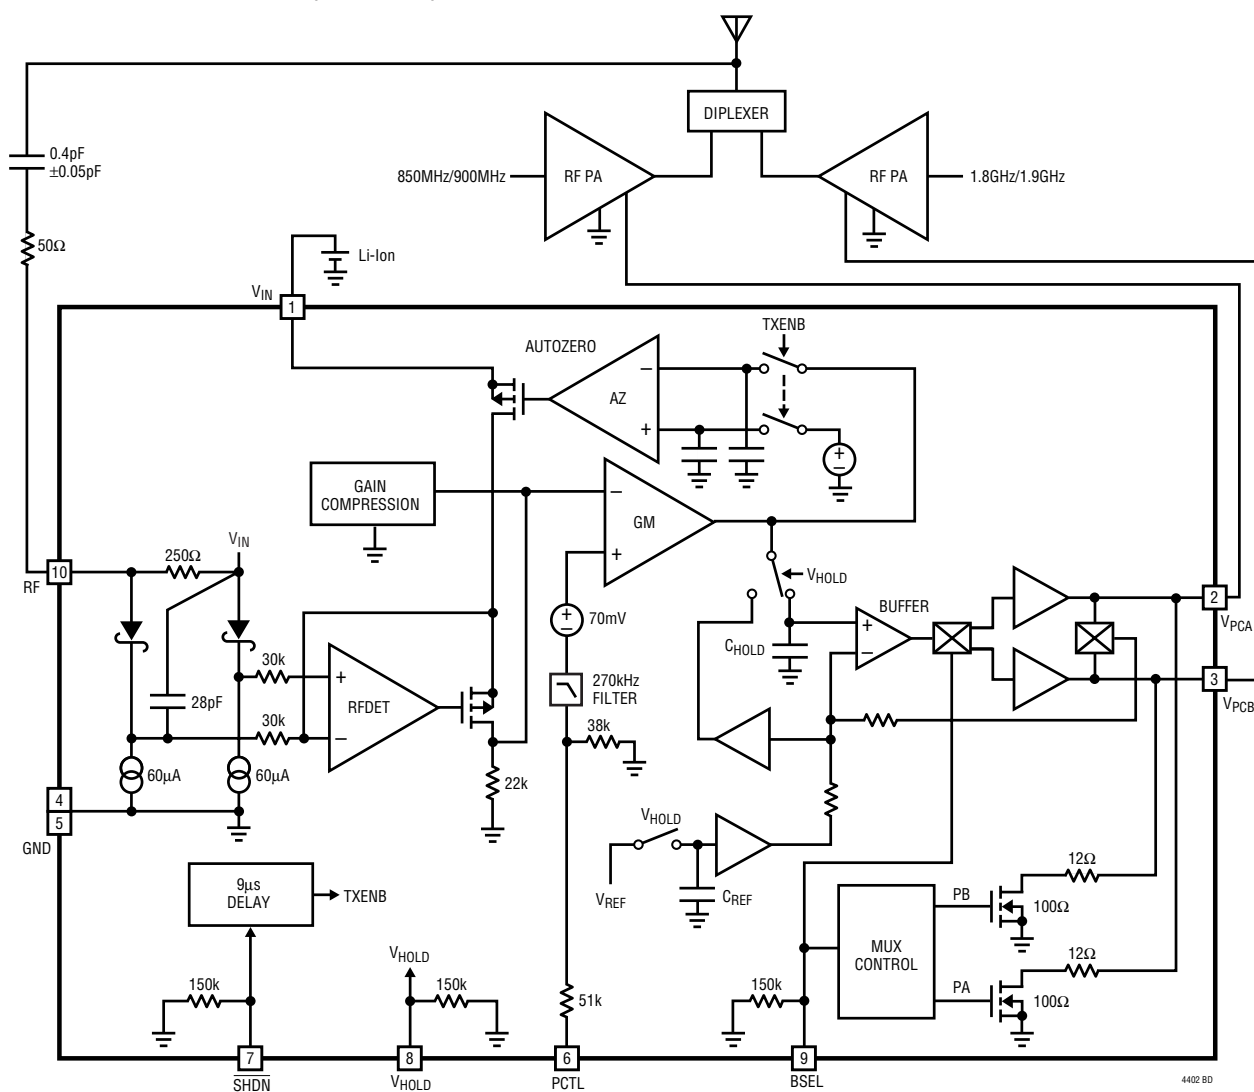 DIPLEXER
0.4pF
±0.05pF
850MHz/900MHz
RF PA
RF PA
1.8GHz/1.9GHz
50Ω
Li-Ion
VIN
1
TXENB
AUTOZERO
–
AZ
+
+
–
GAIN
COMPRESSION
–
GM
+
VIN
250Ω
10
RF
VHOLD
+
–
70mV
BUFFER
2
VPCA
+
–
CHOLD
30k
270kHz
FILTER
3
VPCB
28pF
+
RFDET
–
30k
38k
60µA
60µA
22k
4
5
GND
VHOLD
9µs
DELAY
TXENB
VREF
CREF
12Ω
PB
100Ω
MUX
CONTROL
VHOLD
12Ω
150k
150k
51k
150k
PA
100Ω
7
8
6
9
SHDN
VHOLD
PCTL
BSEL
4402 BD